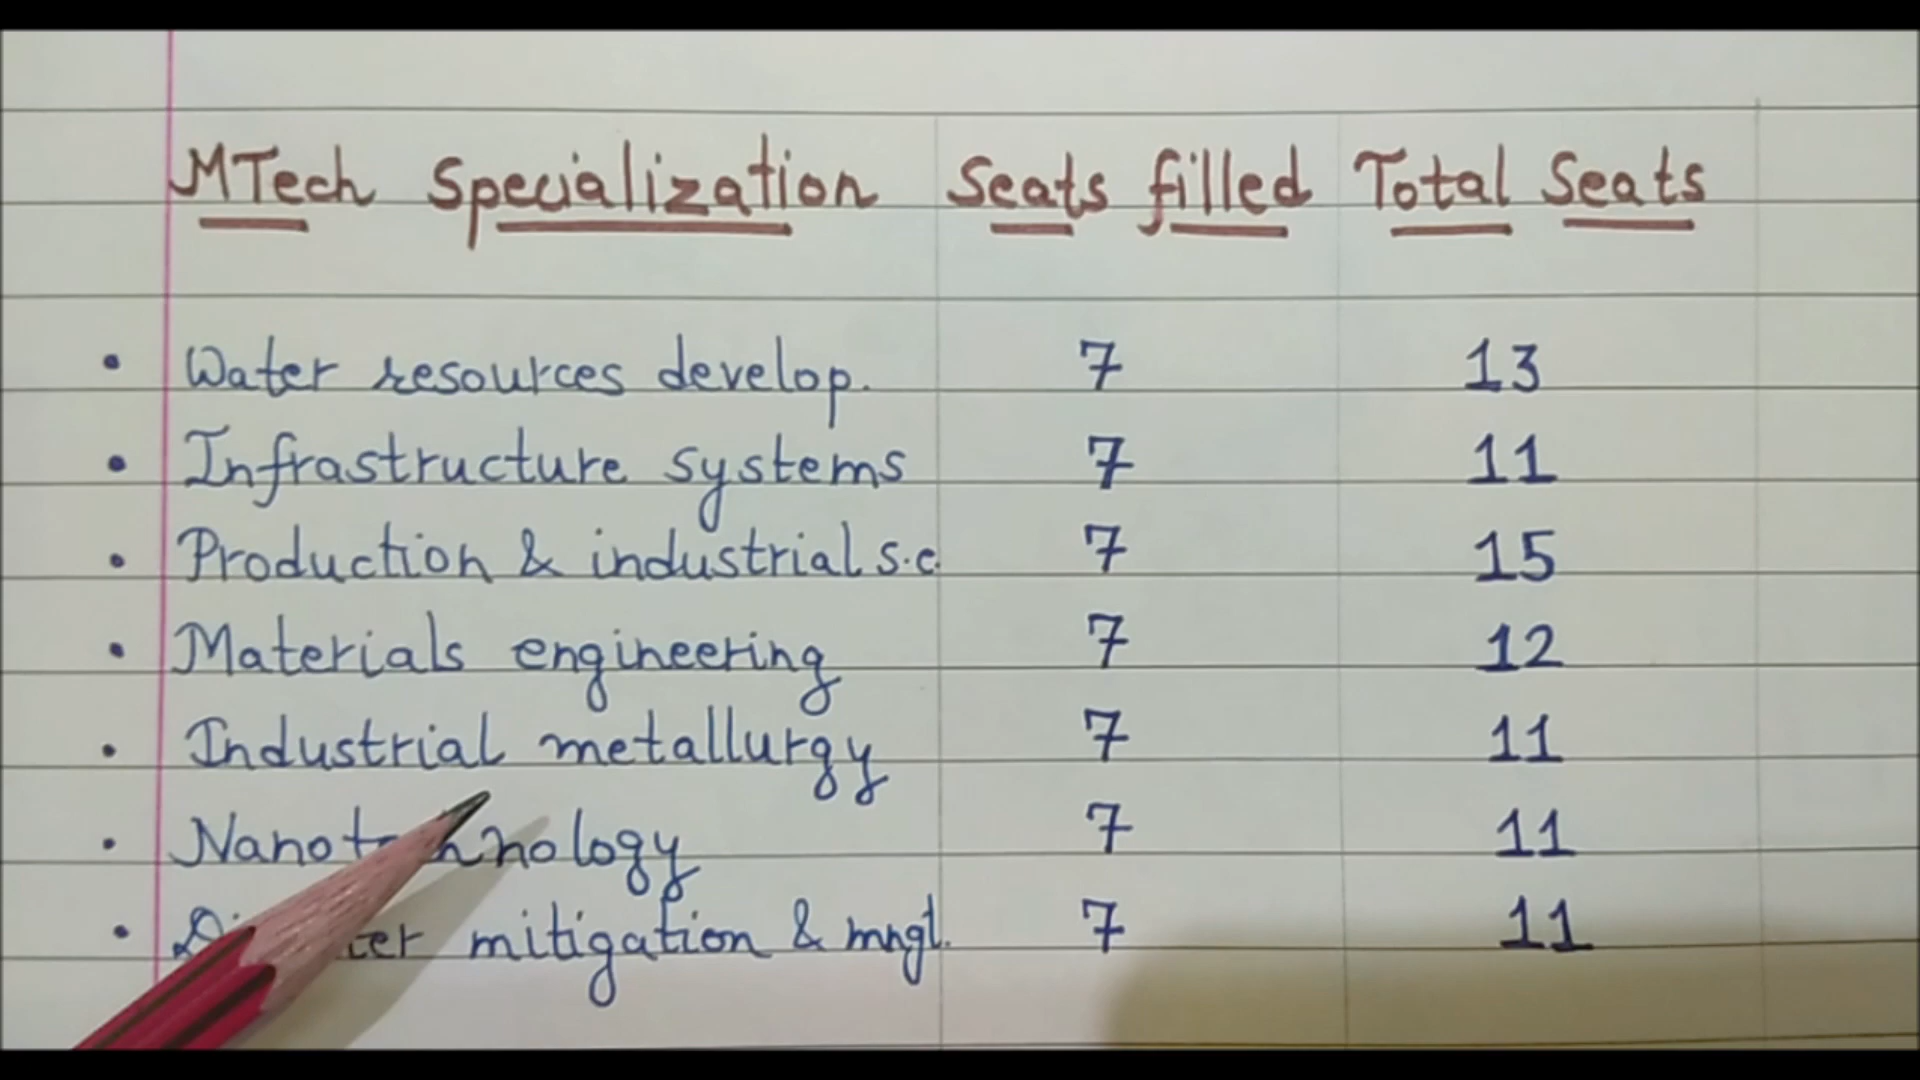 MTech Specialization Seats filled Total Seats
• Water resources develop. 7 13
• Infrastructure systems 7 11
• Production & industrial s.e. 7 15
• Materials engineering 7 12
• Industrial metallurgy 7 11
• Nanotechnology 7 11
• mitigation & mngt. 7 11